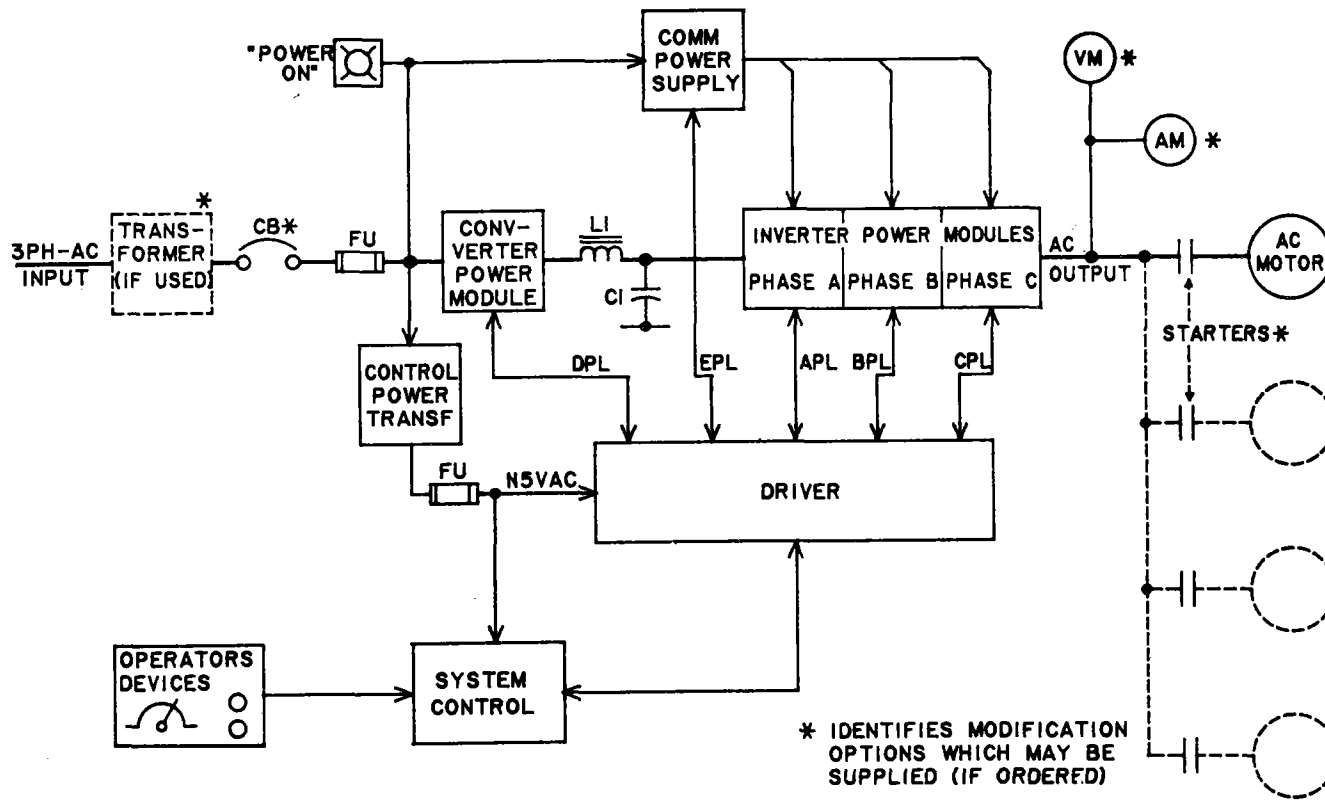 "POWER
ON"
COMM
POWER
SUPPLY
VM *
AM *
*
TRANS-
FORMER
(IF USED)
3PH-AC
INPUT
CB*
FU
CONV-
VERTER
POWER
MODULE
L1
C1
INVERTER POWER MODULES
PHASE A PHASE B PHASE C
AC
OUTPUT
AC
MOTOR
STARTERS*
CONTROL
POWER
TRANSF
DPL
EPL
APL
BPL
CPL
FU
N5VAC
DRIVER
OPERATORS
DEVICES
SYSTEM
CONTROL
* IDENTIFIES MODIFICATION
OPTIONS WHICH MAY BE
SUPPLIED (IF ORDERED)